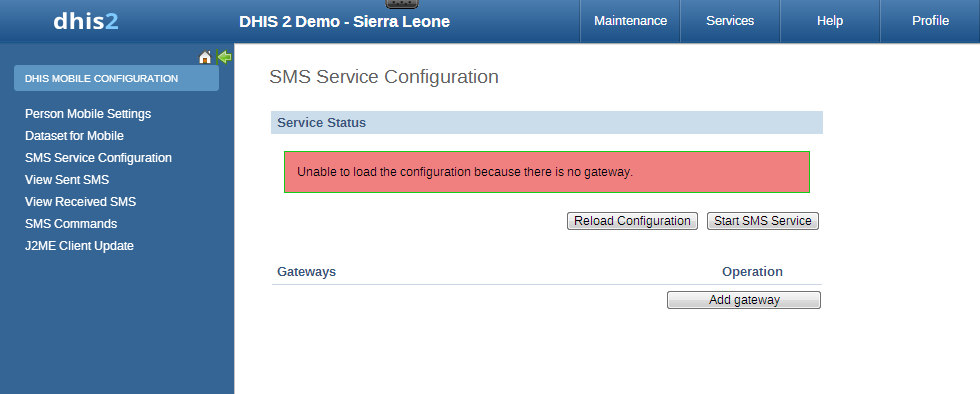 dhis2
DHIS 2 Demo - Sierra Leone
Maintenance
Services
Help
Profile
DHIS MOBILE CONFIGURATION
Person Mobile Settings
Dataset for Mobile
SMS Service Configuration
View Sent SMS
View Received SMS
SMS Commands
J2ME Client Update
SMS Service Configuration
Service Status
Unable to load the configuration because there is no gateway.
Reload Configuration
Start SMS Service
Gateways
Operation
Add gateway